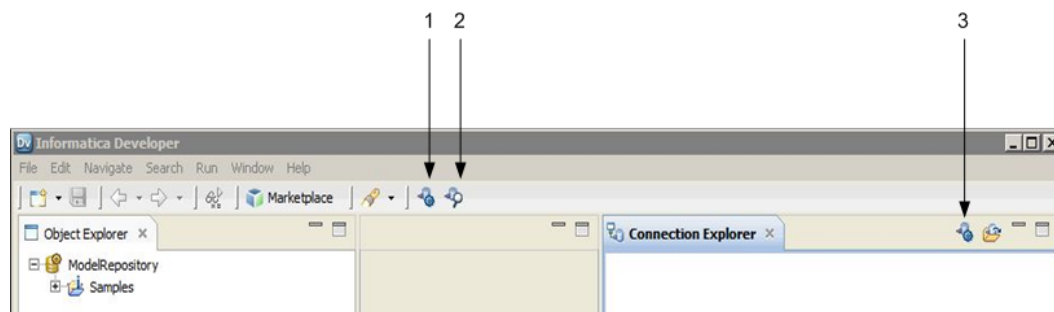 1 2 3
Dv Informatica Developer
File Edit Navigate Search Run Window Help
Marketplace
Object Explorer
Connection Explorer
ModelRepository
Samples